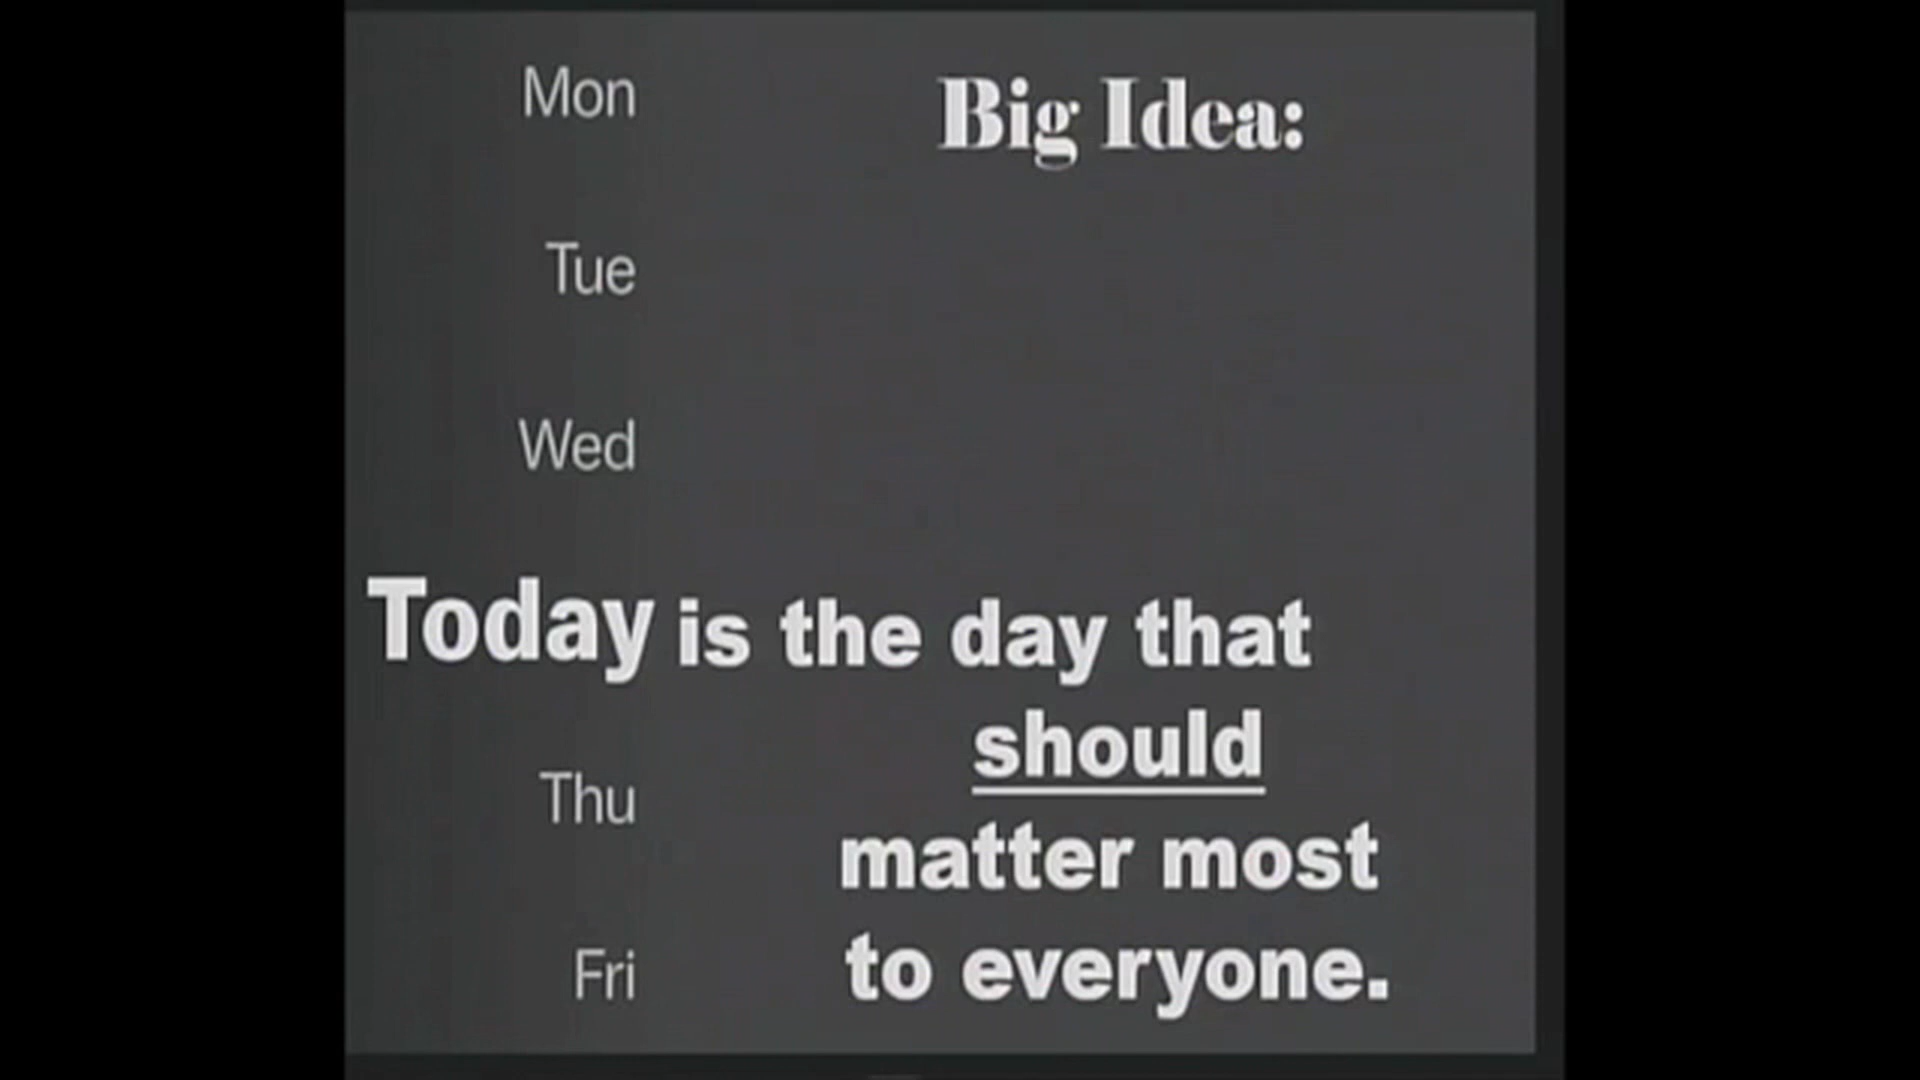 Mon
Big Idea:
Tue
Wed
Today is the day that
should
Thu
matter most
Fri
to everyone.